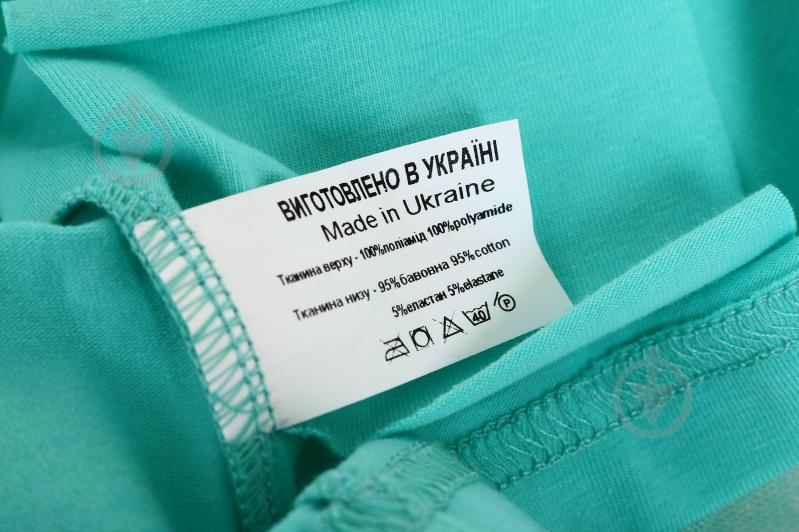 ВИГОТОВЛЕНО В УКРАЇНІ
Made in Ukraine
Тканина верху - 100%поліамід 100%polyamide
Тканина низу - 95%бавовна 95%cotton
5%еластан 5%elastane
40 / P